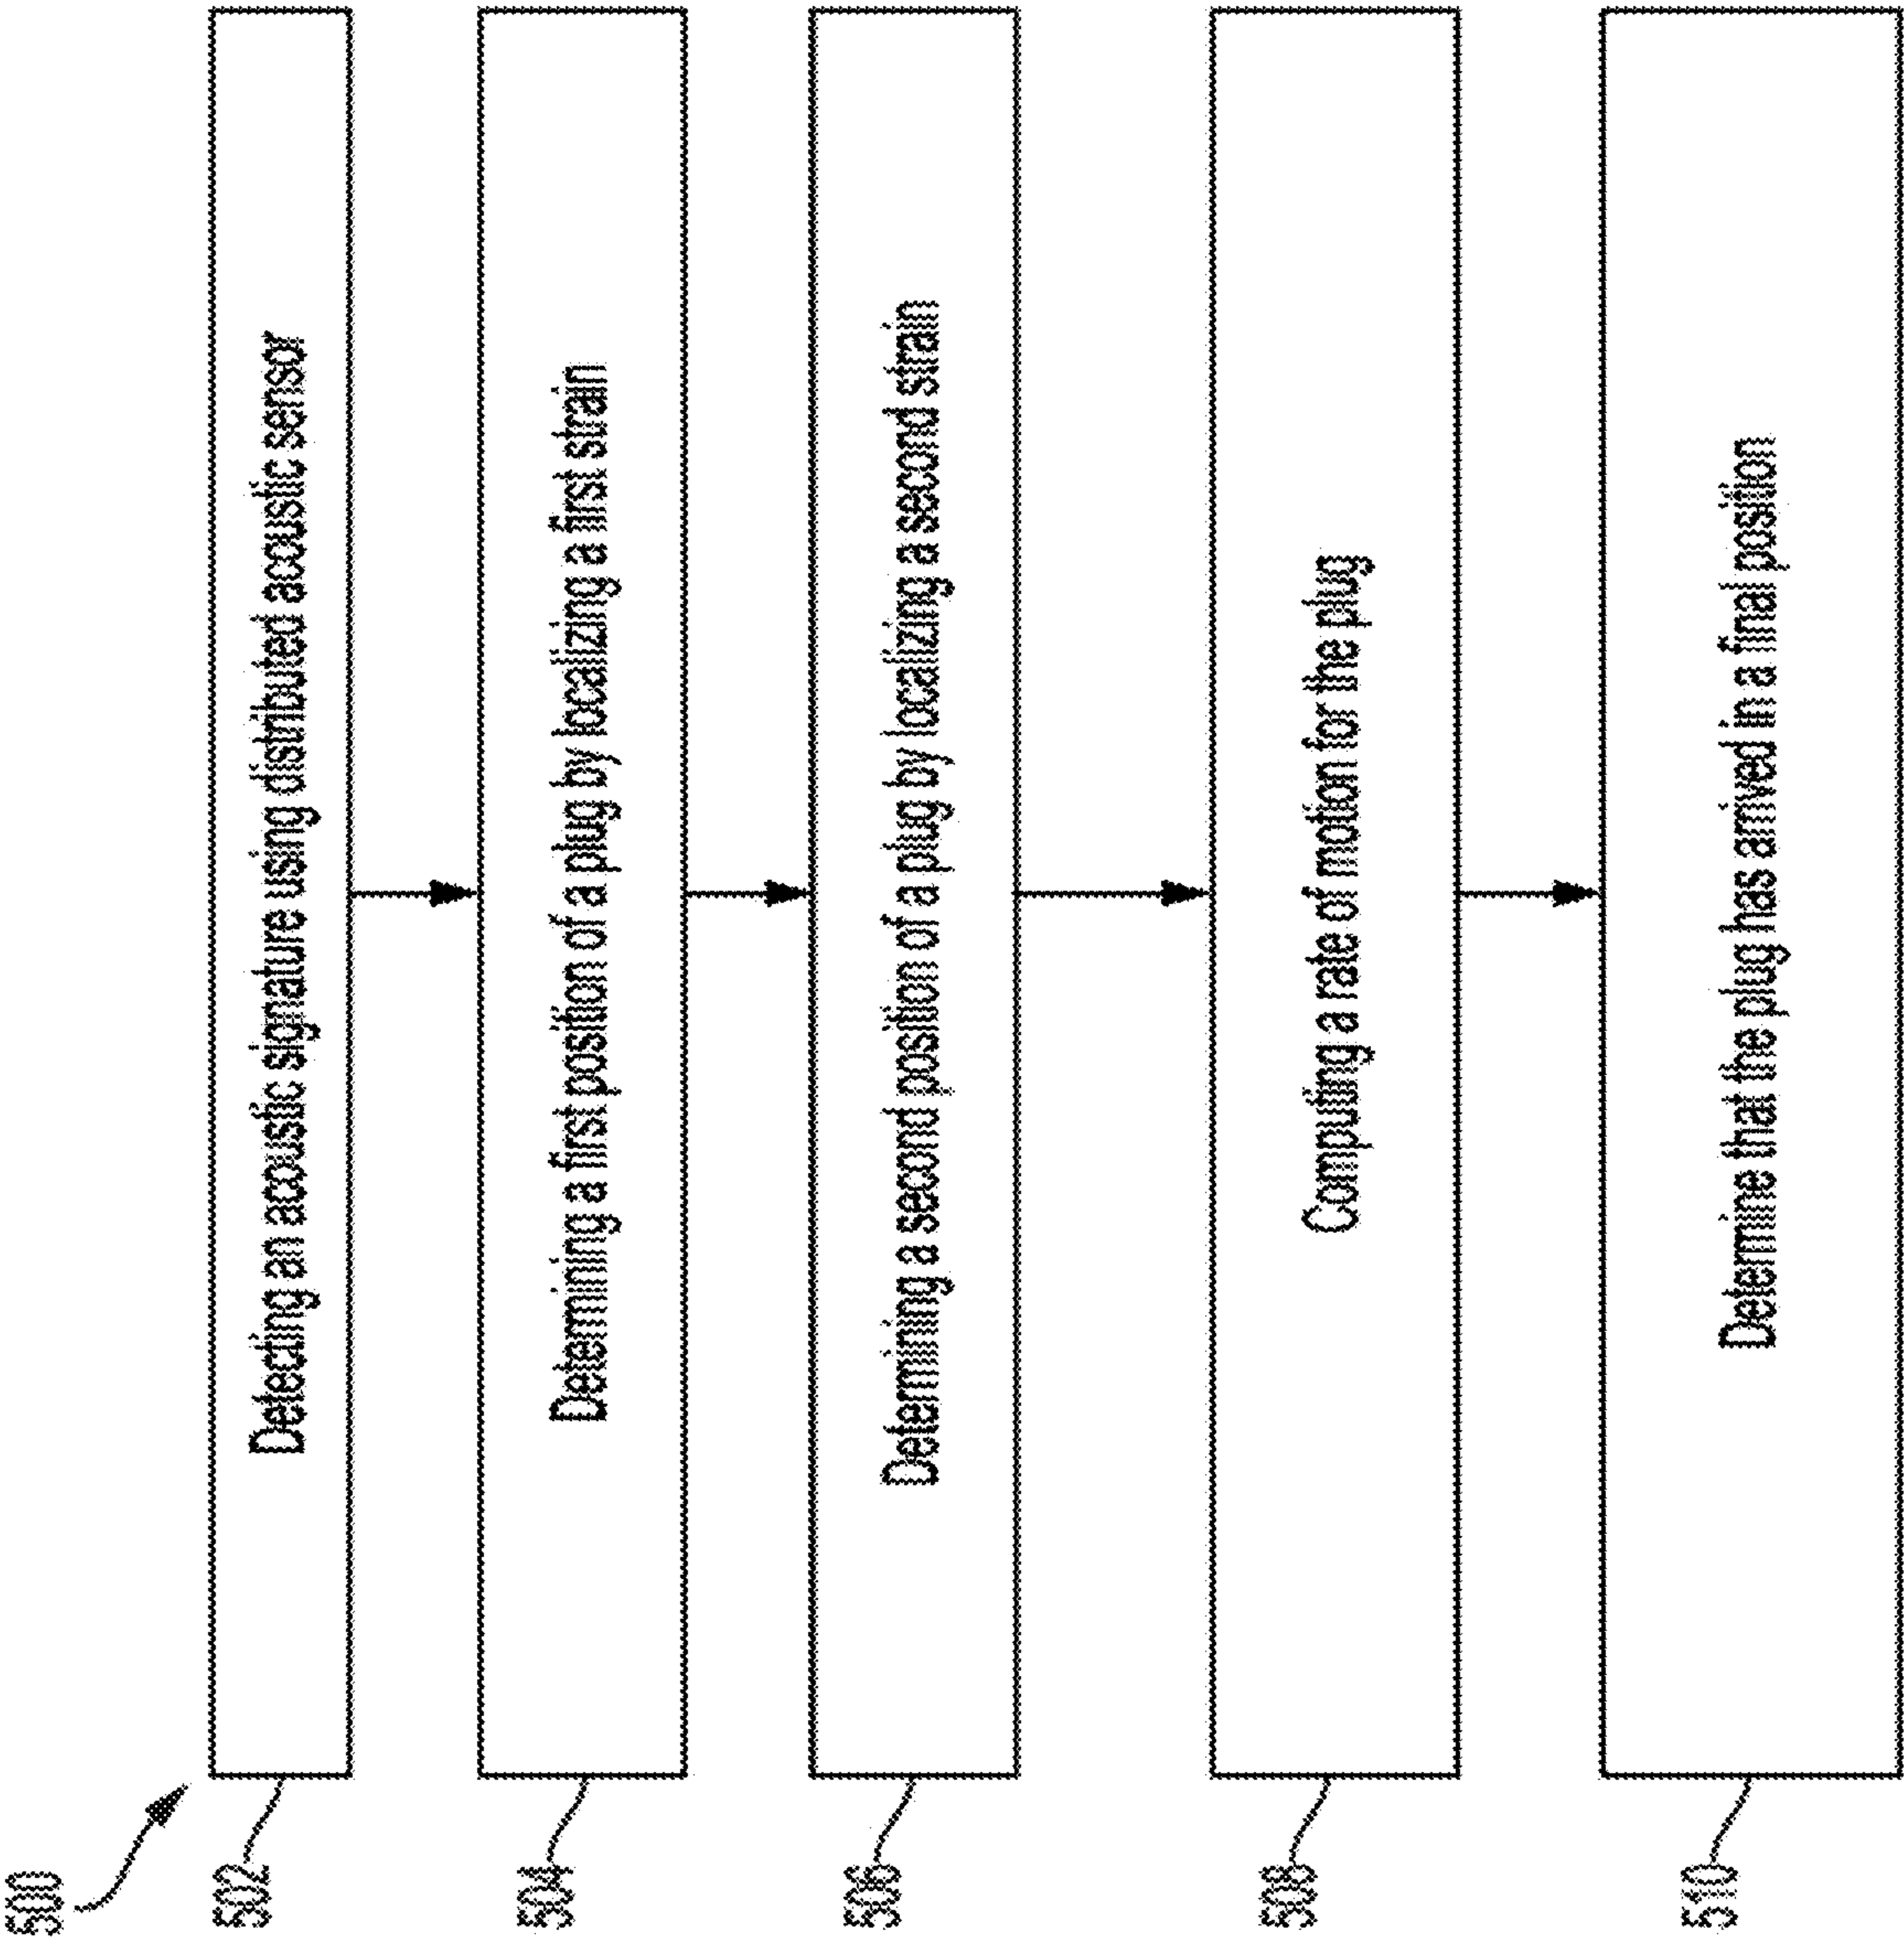 500
502
Detecting an acoustic signature using distributed acoustic sensor
504
Determining a first position of a plug by localizing a first strain
506
Determining a second position of a plug by localizing a second strain
508
Computing a rate of motion for the plug
510
Determine that the plug has arrived in a final position